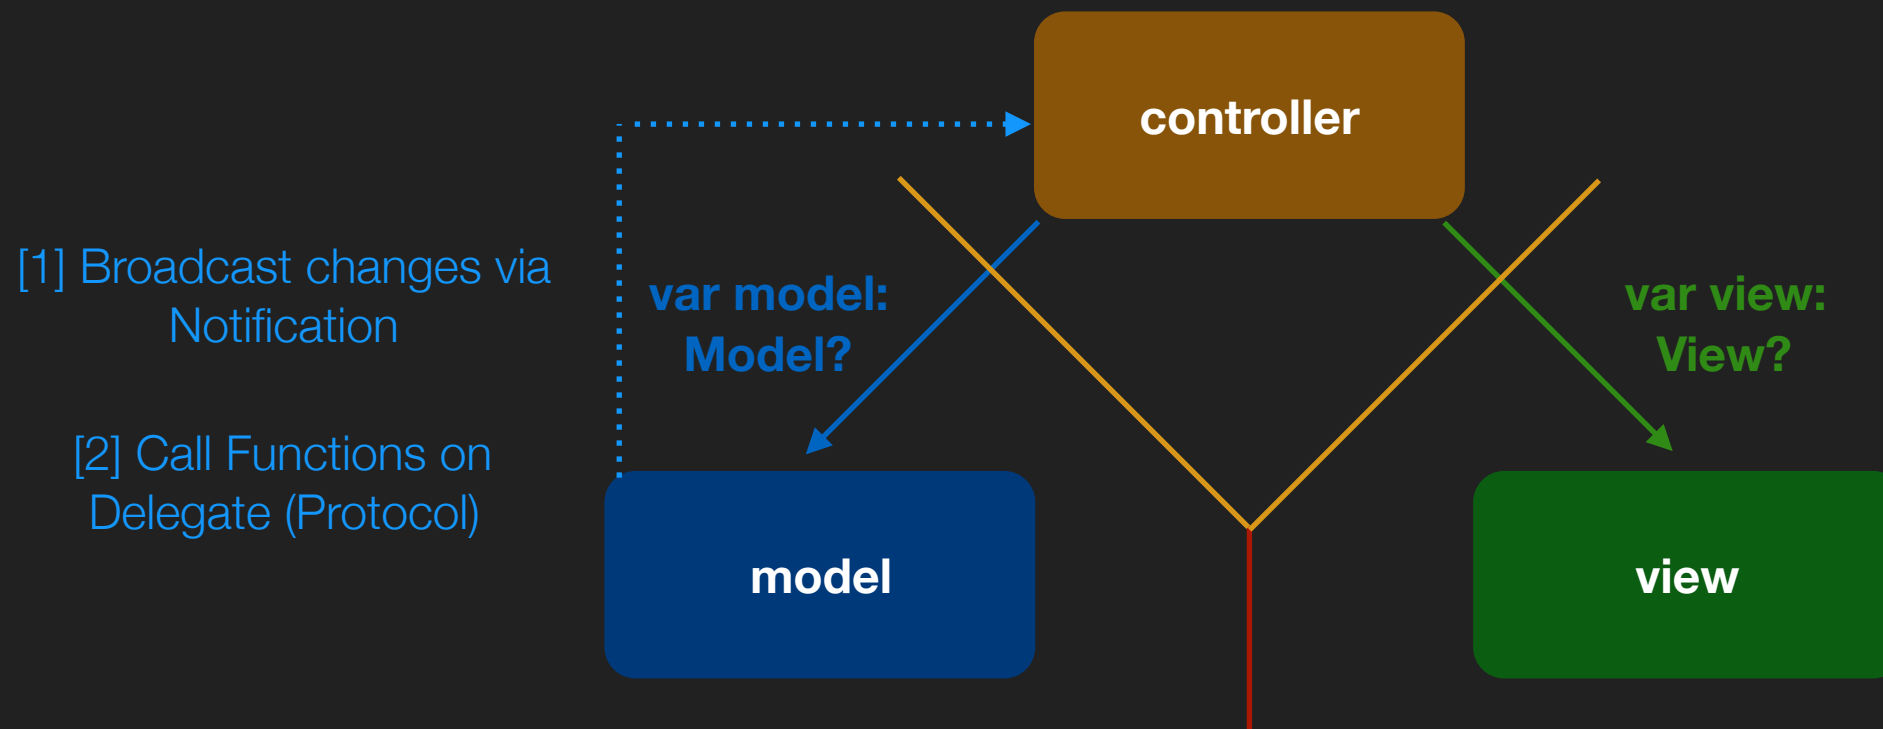 controller
[1] Broadcast changes via
Notification
var model:
Model?
var view:
View?
[2] Call Functions on
Delegate (Protocol)
model
view